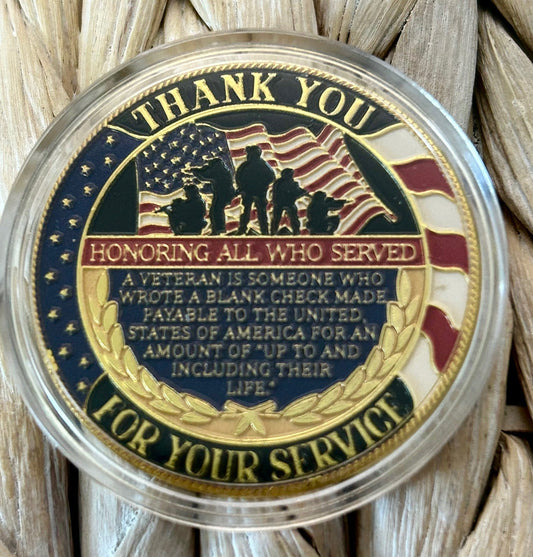 THANK YOU
HONORING ALL WHO SERVED
A VETERAN IS SOMEONE WHO
WROTE A BLANK CHECK MADE
PAYABLE TO THE UNITED
STATES OF AMERICA FOR AN
AMOUNT OF "UP TO AND
INCLUDING THEIR
LIFE."
FOR YOUR SERVICE